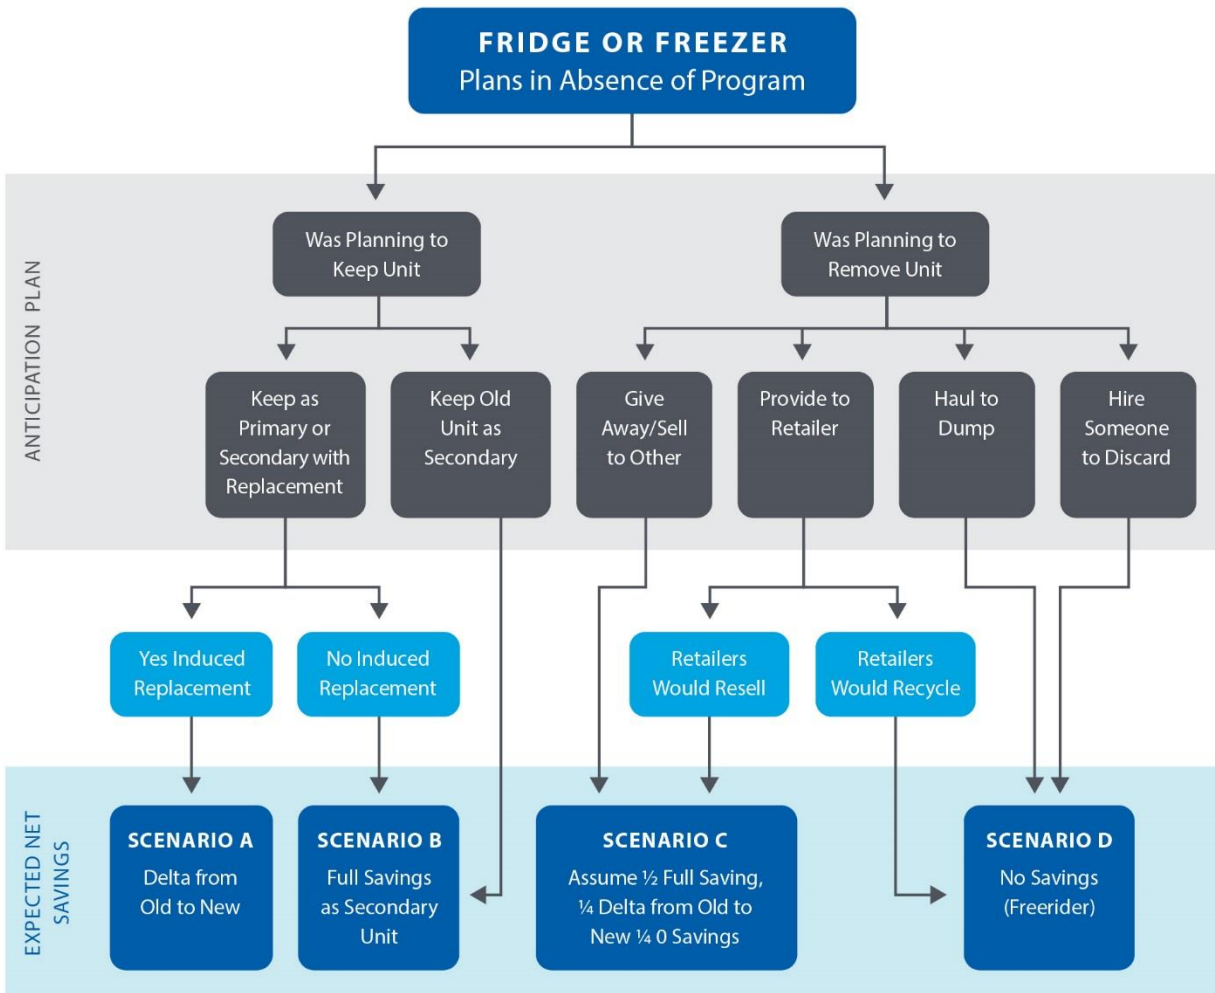 FRIDGE OR FREEZER
Plans in Absence of Program
ANTICIPATION PLAN
Was Planning to
Keep Unit
Was Planning to
Remove Unit
Keep as
Primary or
Secondary with
Replacement
Keep Old
Unit as
Secondary
Give
Away/Sell
to Other
Provide to
Retailer
Haul to
Dump
Hire
Someone
to Discard
Yes Induced
Replacement
No Induced
Replacement
Retailers
Would Resell
Retailers
Would Recycle
EXPECTED NET
SAVINGS
SCENARIO A
Delta from
Old to New
SCENARIO B
Full Savings
as Secondary
Unit
SCENARIO C
Assume ½ Full Saving,
¼ Delta from Old to
New ¼ 0 Savings
SCENARIO D
No Savings
(Freerider)